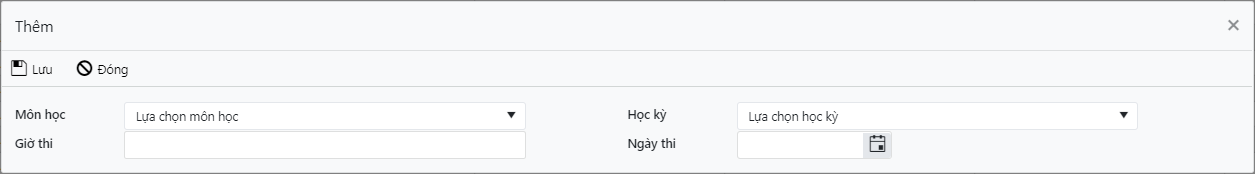 Thêm
Lưu Đóng
Môn học Lựa chọn môn học Học kỳ Lựa chọn học kỳ
Giờ thi Ngày thi